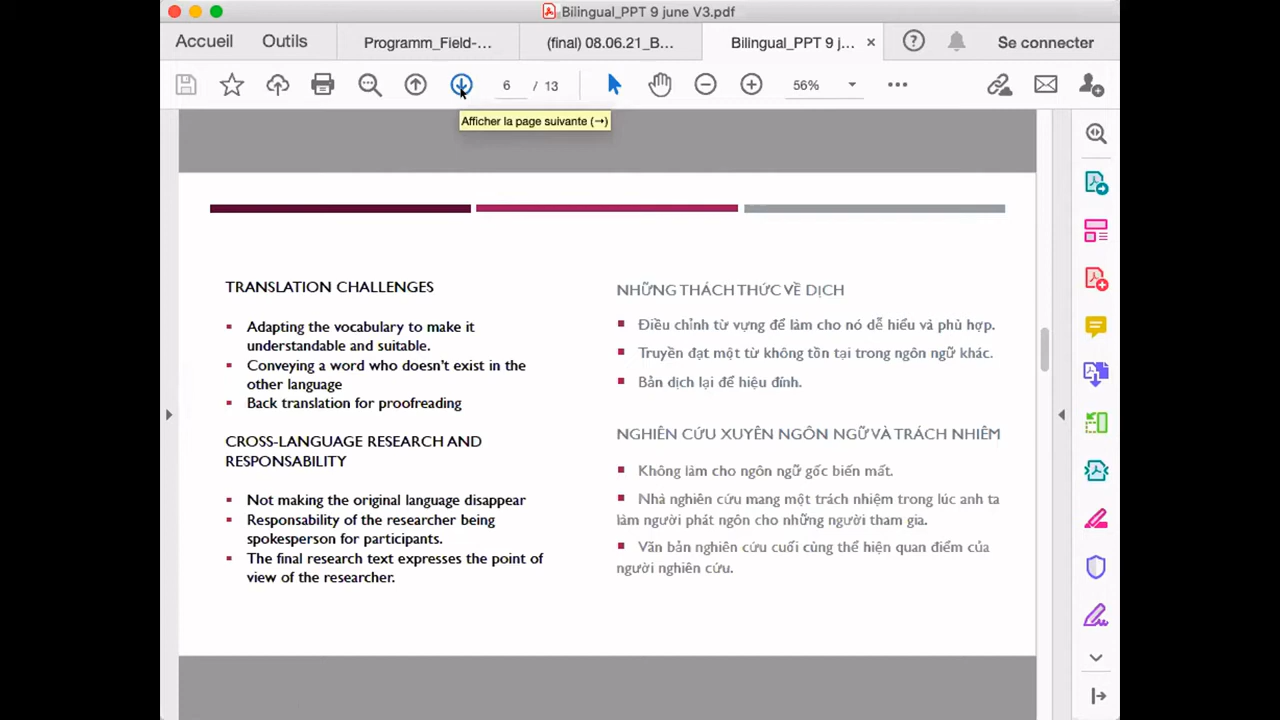 Bilingual_PPT 9 june V3.pdf
Accueil
Outils
Programm_Field-...
(final) 08.06.21_B...
Bilingual_PPT 9 j... ×
Se connecter
6 / 13
56%
Afficher la page suivante (→)
TRANSLATION CHALLENGES
Adapting the vocabulary to make it
understandable and suitable.
Conveying a word who doesn't exist in the
other language
Back translation for proofreading
CROSS-LANGUAGE RESEARCH AND
RESPONSABILITY
Not making the original language disappear
Responsability of the researcher being
spokesperson for participants.
The final research text expresses the point of
view of the researcher.
NHỮNG THÁCH THỨC VỀ DỊCH
Điều chỉnh từ vựng để làm cho nó dễ hiểu và phù hợp.
Truyền đạt một từ không tồn tại trong ngôn ngữ khác.
Bản dịch lại để hiệu đính.
NGHIÊN CỨU XUYÊN NGÔN NGỮ VÀ TRÁCH NHIỆM
Không làm cho ngôn ngữ gốc biến mất.
Nhà nghiên cứu mang một trách nhiệm trong lúc anh ta
làm người phát ngôn cho những người tham gia.
Văn bản nghiên cứu cuối cùng thể hiện quan điểm của
người nghiên cứu.